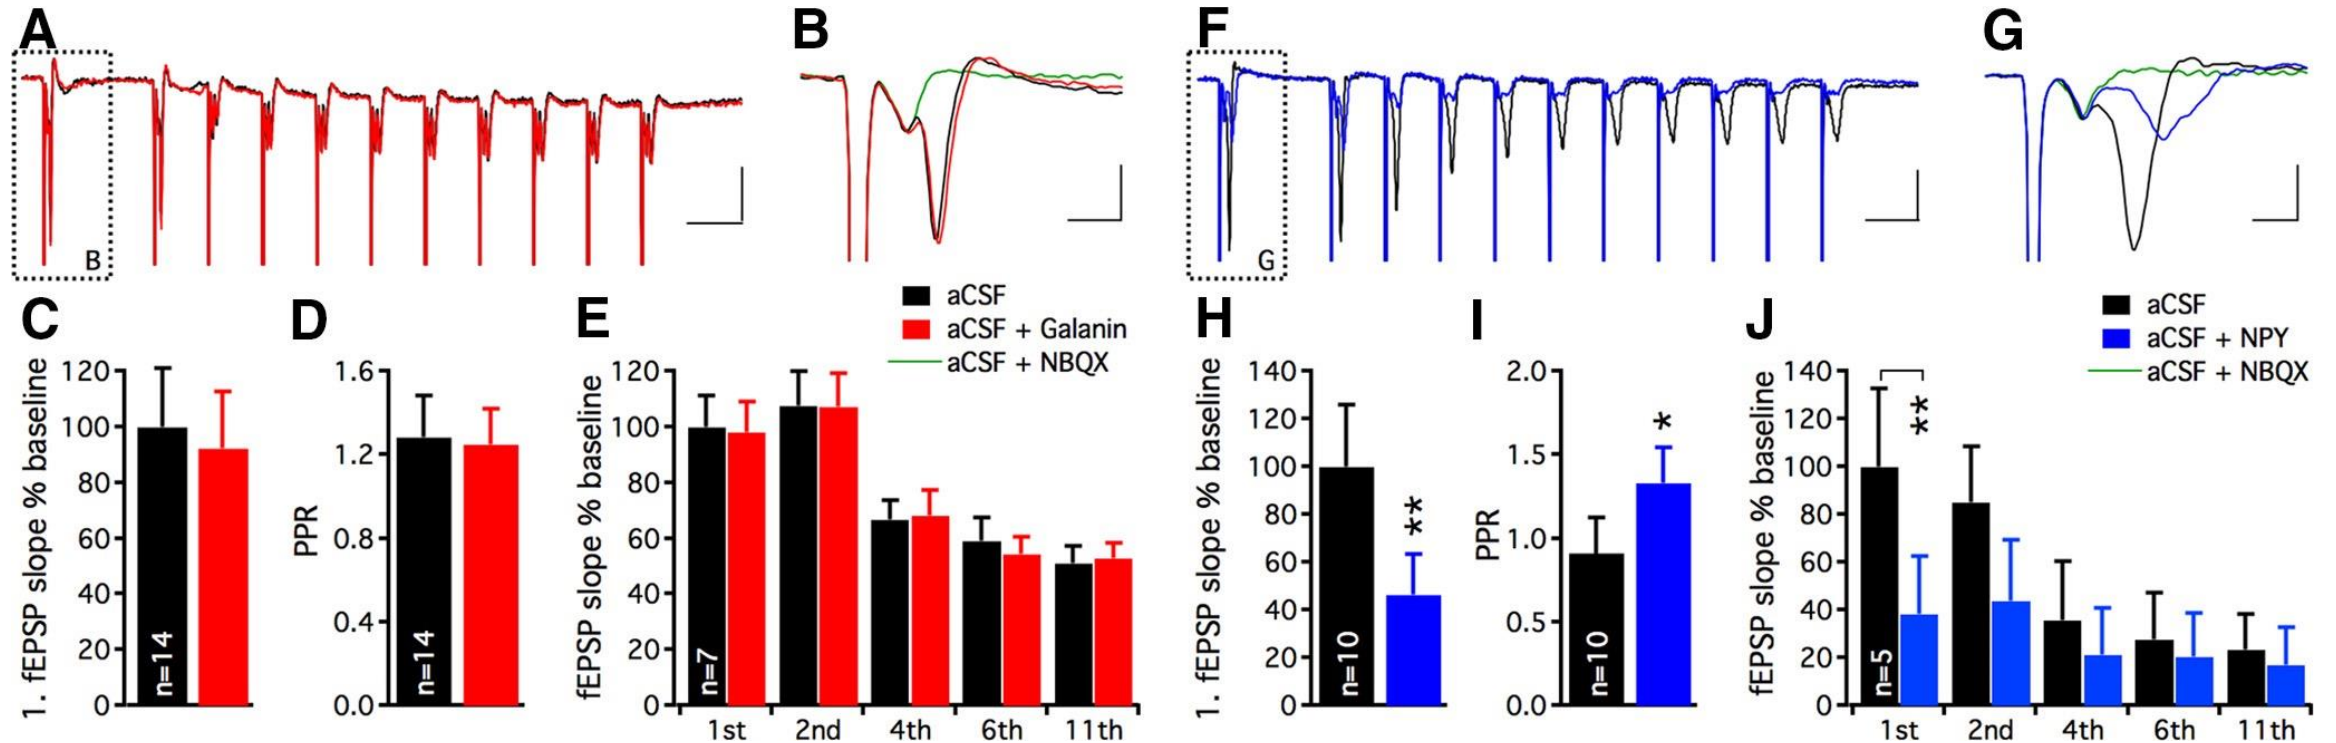 A
B
B
F
G
G
aCSF
aCSF + Galanin
aCSF + NBQX
aCSF
aCSF + NPY
aCSF + NBQX
C
1. fEPSP slope % baseline
120
100
80
60
40
20
0
n=14
D
PPR
1.6
1.2
0.8
0.4
0.0
n=14
E
fEPSP slope % baseline
120
100
80
60
40
20
0
n=7
1st 2nd 4th 6th 11th
H
1. fEPSP slope % baseline
140
120
100
80
60
40
20
0
n=10
**
I
PPR
2.0
1.5
1.0
0.5
0.0
n=10
*
J
fEPSP slope % baseline
140
120
100
80
60
40
20
0
n=5
**
1st 2nd 4th 6th 11th